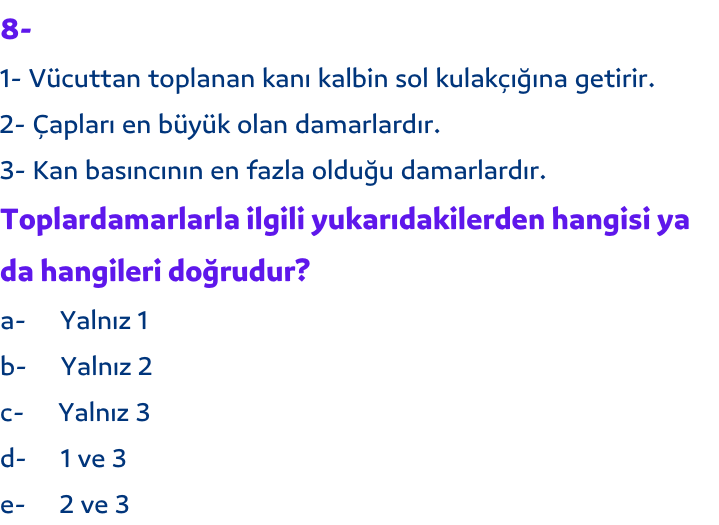 8-
1- Vücuttan toplanan kanı kalbin sol kulakçığına getirir.
2- Çapları en büyük olan damarlardır.
3- Kan basıncının en fazla olduğu damarlardır.
Toplardamarlarla ilgili yukarıdakilerden hangisi ya
da hangileri doğrudur?
a- Yalnız 1
b- Yalnız 2
c- Yalnız 3
d- 1 ve 3
e- 2 ve 3